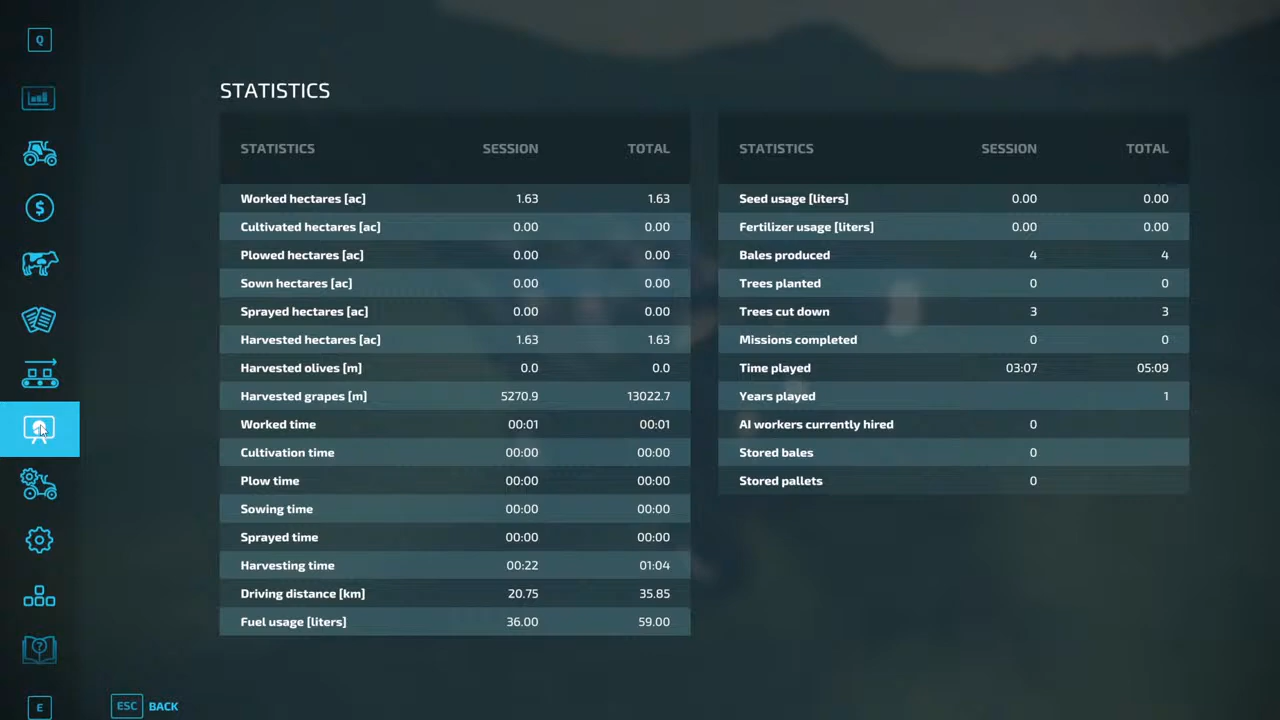 Q
STATISTICS
STATISTICS SESSION TOTAL
Worked hectares [ac] 1.63 1.63
Cultivated hectares [ac] 0.00 0.00
Plowed hectares [ac] 0.00 0.00
Sown hectares [ac] 0.00 0.00
Sprayed hectares [ac] 0.00 0.00
Harvested hectares [ac] 1.63 1.63
Harvested olives [m] 0.0 0.0
Harvested grapes [m] 5270.9 13022.7
Worked time 00:01 00:01
Cultivation time 00:00 00:00
Plow time 00:00 00:00
Sowing time 00:00 00:00
Sprayed time 00:00 00:00
Harvesting time 00:22 01:04
Driving distance [km] 20.75 35.85
Fuel usage [liters] 36.00 59.00
STATISTICS SESSION TOTAL
Seed usage [liters] 0.00 0.00
Fertilizer usage [liters] 0.00 0.00
Bales produced 4 4
Trees planted 0 0
Trees cut down 3 3
Missions completed 0 0
Time played 03:07 05:09
Years played 1
AI workers currently hired 0
Stored bales 0
Stored pallets 0
E
ESC BACK